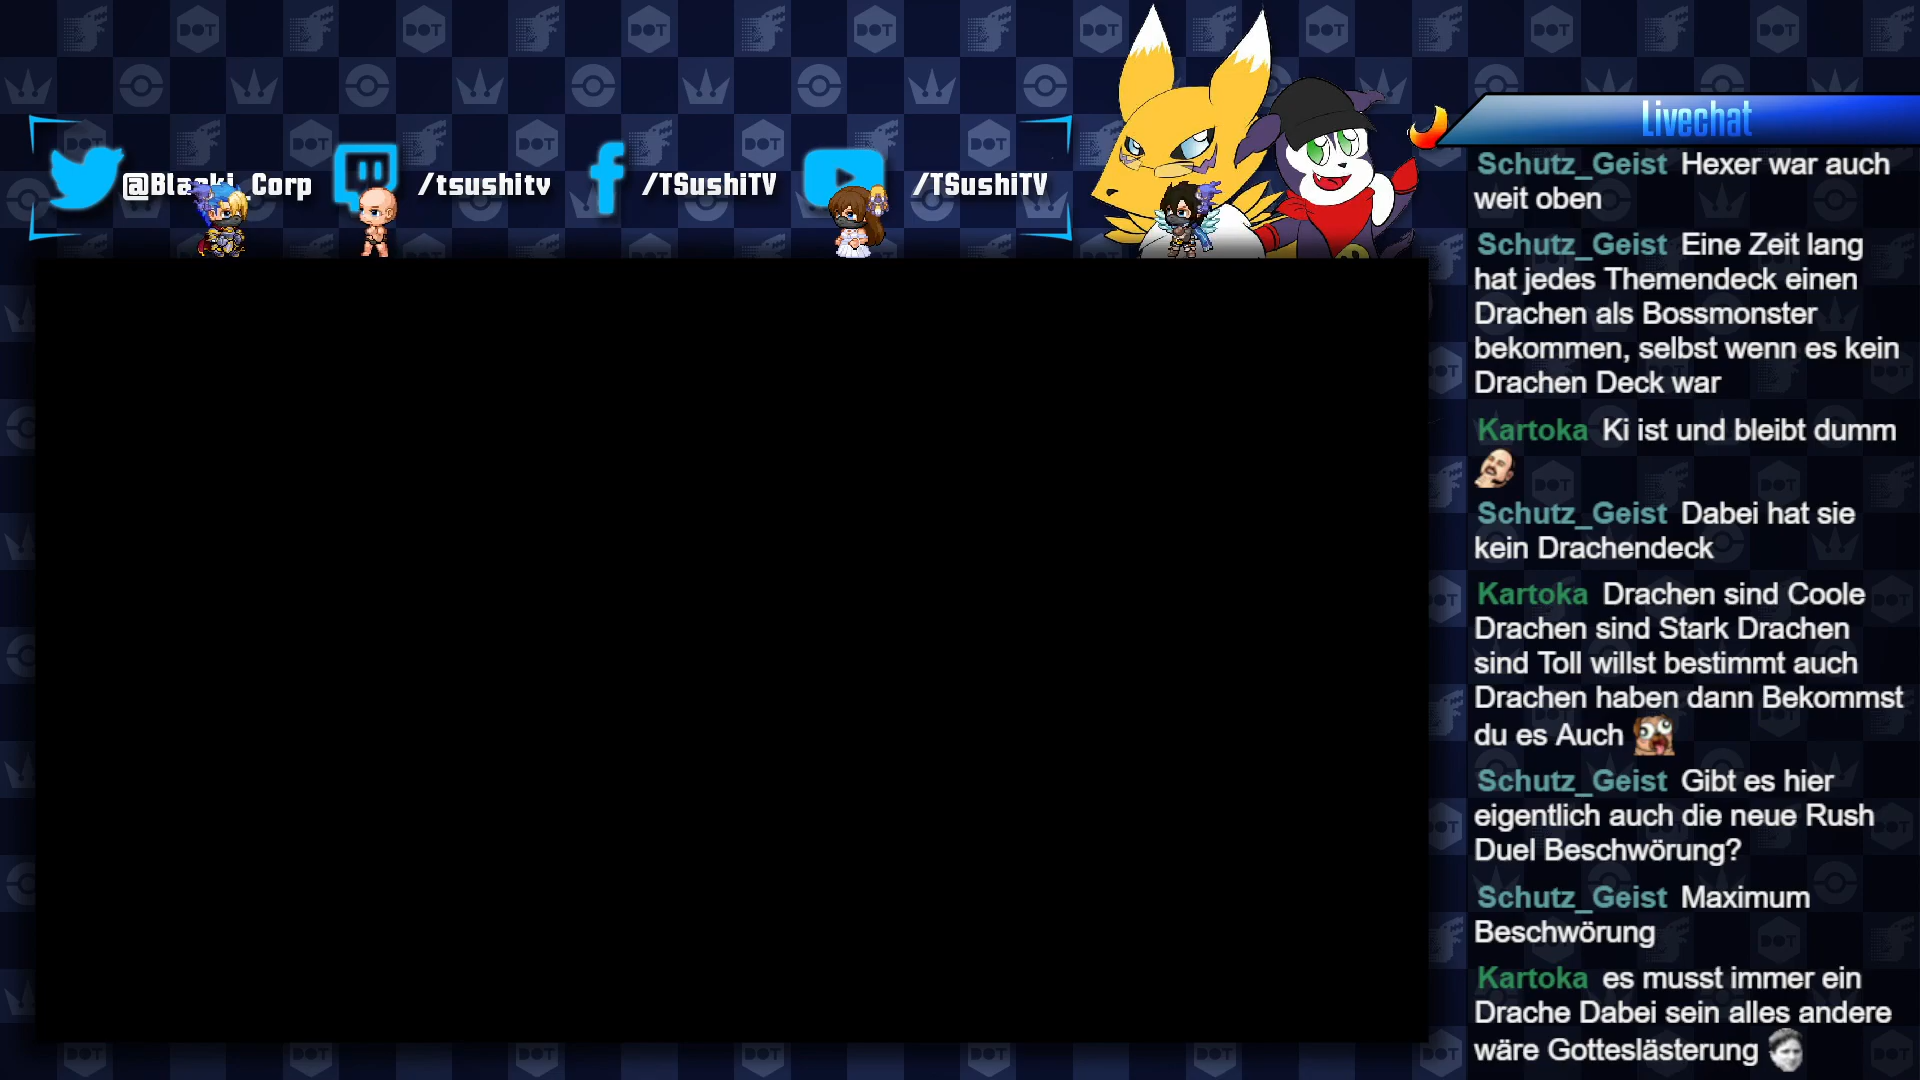 @Blacki_Corp
/tsushitv
/TSushiTV
/TSushiTV
Livechat
Schutz_Geist Hexer war auch
weit oben
Schutz_Geist Eine Zeit lang
hat jedes Themendeck einen
Drachen als Bossmonster
bekommen, selbst wenn es kein
Drachen Deck war
Kartoka Ki ist und bleibt dumm
Schutz_Geist Dabei hat sie
kein Drachendeck
Kartoka Drachen sind Coole
Drachen sind Stark Drachen
sind Toll willst bestimmt auch
Drachen haben dann Bekommst
du es Auch
Schutz_Geist Gibt es hier
eigentlich auch die neue Rush
Duel Beschwörung?
Schutz_Geist Maximum
Beschwörung
Kartoka es musst immer ein
Drache Dabei sein alles andere
wäre Gotteslästerung